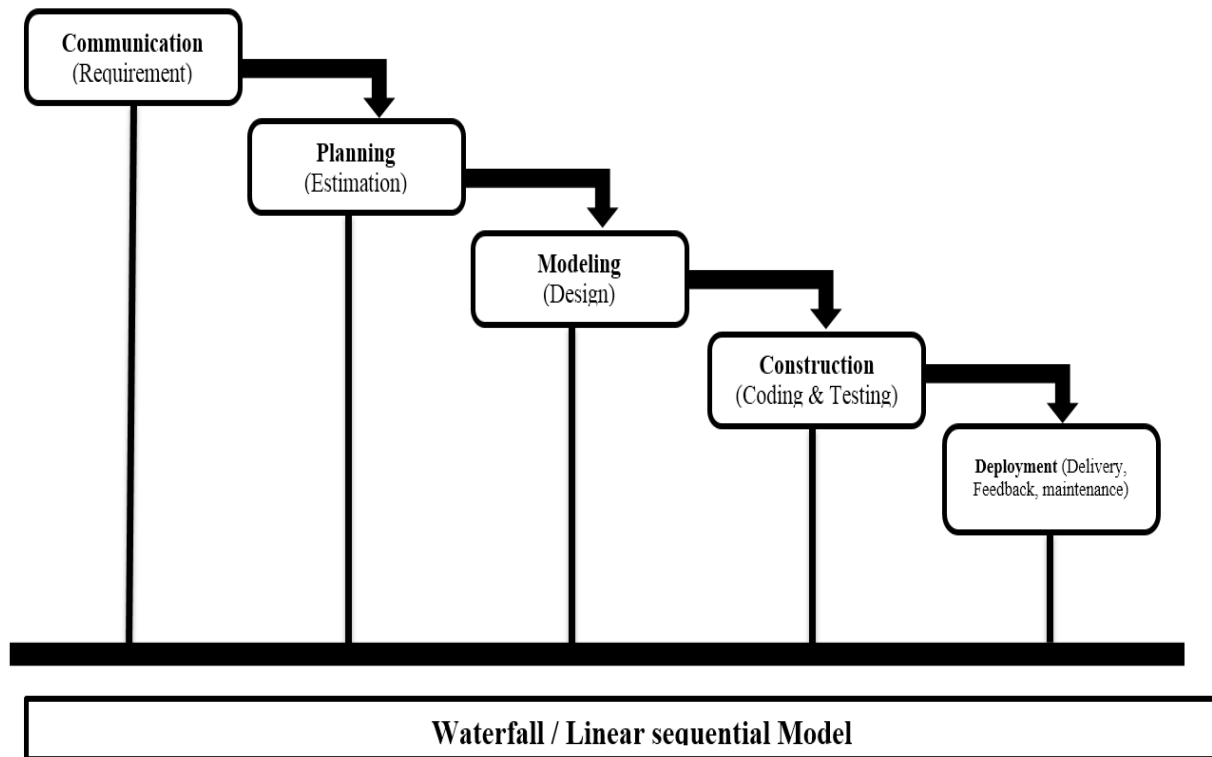 Communication
(Requirement)
Planning
(Estimation)
Modeling
(Design)
Construction
(Coding & Testing)
Deployment (Delivery,
Feedback, maintenance)
Waterfall / Linear sequential Model